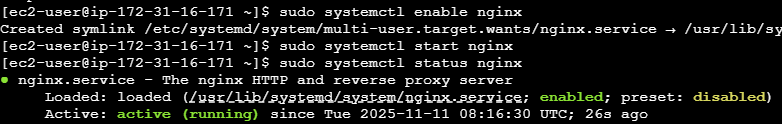 [ec2-user@ip-172-31-16-171 ~]$ sudo systemctl enable nginx
Created symlink /etc/systemd/system/multi-user.target.wants/nginx.service → /usr/lib/sy
[ec2-user@ip-172-31-16-171 ~]$ sudo systemctl start nginx
[ec2-user@ip-172-31-16-171 ~]$ sudo systemctl status nginx
● nginx.service - The nginx HTTP and reverse proxy server
Loaded: loaded (/usr/lib/systemd/system/nginx.service; enabled; preset: disabled)
Active: active (running) since Tue 2025-11-11 08:16:30 UTC; 26s ago